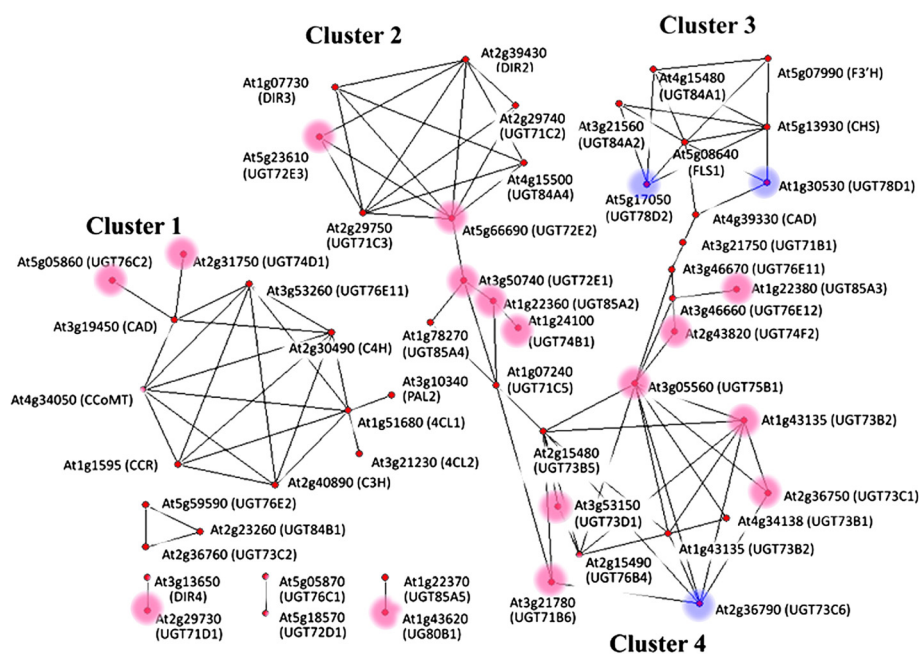 Cluster 2
At2g39430
(DIR2)
At1g07730
(DIR3)
At2g29740
(UGT71C2)
At5g23610
(UGT72E3)
At4g15500
(UGT84A4)
At2g29750
(UGT71C3)
At5g66690 (UGT72E2)
Cluster 3
At4g15480
(UGT84A1)
At5g07990 (F3'H)
At3g21560
(UGT84A2)
At5g13930 (CHS)
At5g08640
(FLS1)
At5g17050
(UGT78D2)
At1g30530 (UGT78D1)
At4g39330 (CAD)
At3g21750 (UGT71B1)
At3g46670 (UGT76E11)
At1g22380 (UGT85A3)
At3g46660 (UGT76E12)
At2g43820 (UGT74F2)
Cluster 1
At5g05860 (UGT76C2)
At2g31750 (UGT74D1)
At3g53260 (UGT76E11)
At3g19450 (CAD)
At2g30490 (C4H)
At4g34050 (CCoMT)
At3g10340
(PAL2)
At1g51680 (4CL1)
At1g1595 (CCR)
At3g21230 (4CL2)
At2g40890 (C3H)
At3g50740 (UGT72E1)
At1g22360 (UGT85A2)
At1g24100
(UGT74B1)
At1g78270
(UGT85A4)
At1g07240
(UGT71C5)
At3g05560 (UGT75B1)
At1g43135 (UGT73B2)
At2g15480
(UGT73B5)
At2g36750 (UGT73C1)
At3g53150
(UGT73D1)
At4g34138 (UGT73B1)
At1g43135
(UGT73B2)
At2g15490
(UGT76B4)
At3g21780
(UGT71B6)
At2g36790 (UGT73C6)
Cluster 4
At5g59590 (UGT76E2)
At2g23260 (UGT84B1)
At2g36760 (UGT73C2)
At3g13650
(DIR4)
At2g29730
(UGT71D1)
At5g05870
(UGT76C1)
At5g18570
(UGT72D1)
At1g22370
(UGT85A5)
At1g43620
(UG80B1)